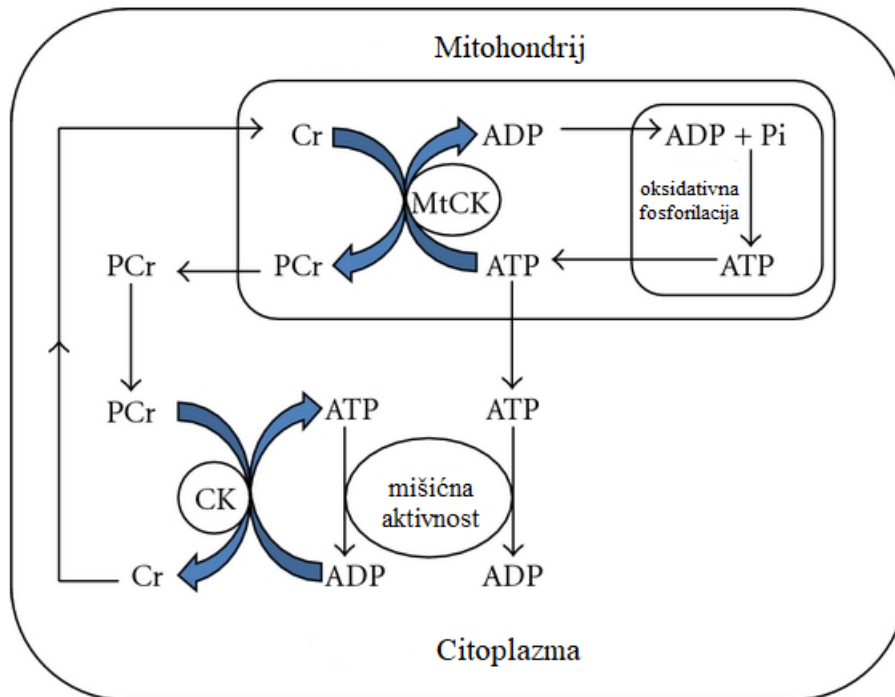 Mitohondrij
Cr
ADP
ADP + Pi
MtCK
oksidativna
fosforilacija
PCr
PCr
ATP
ATP
PCr
ATP
ATP
CK
mišićna
aktivnost
Cr
ADP
ADP
Citoplazma